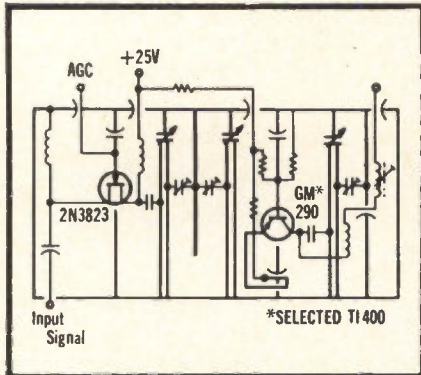 +25V
AGC
2N3823
GM*
290
Input
Signal
*SELECTED TI400